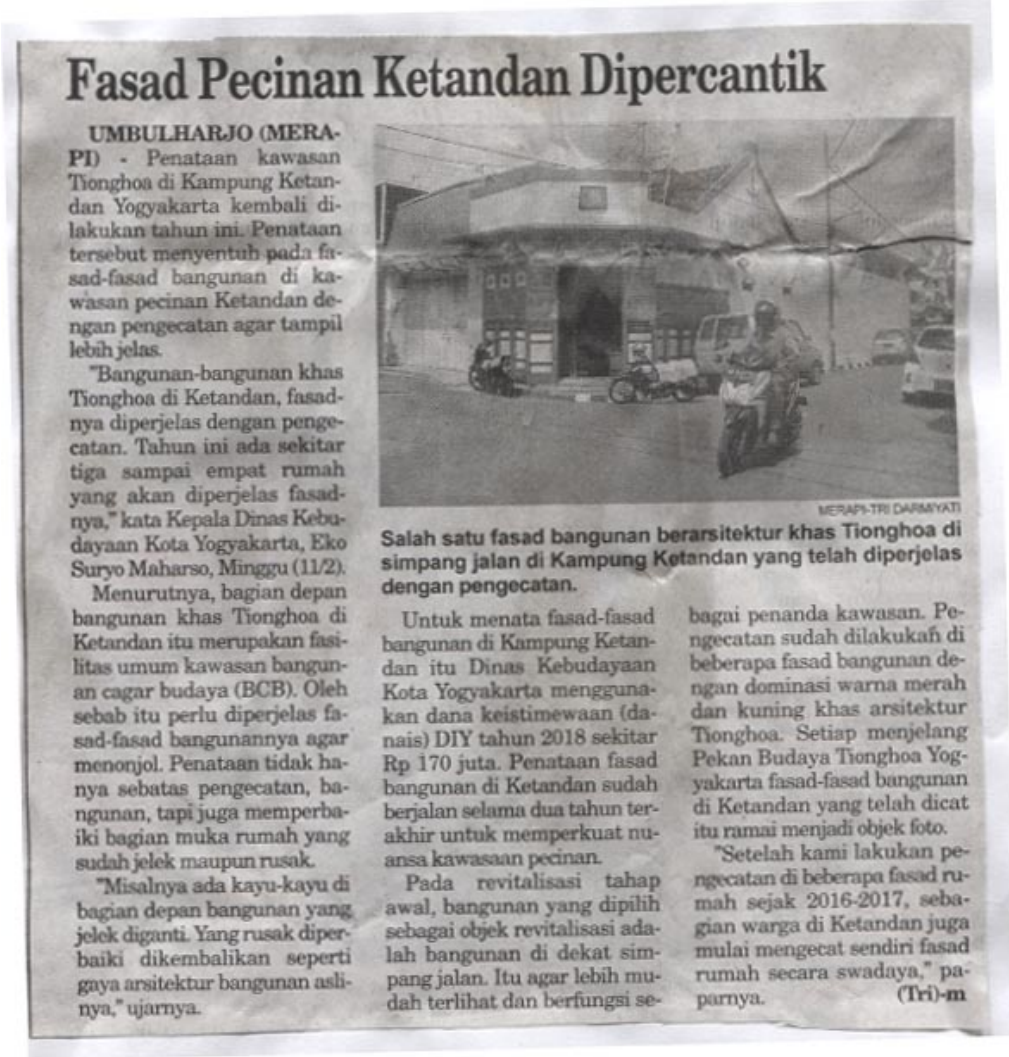 Fasad Pecinan Ketandan Dipercantik
UMBULHARJO (MERA-
PI) - Penataan kawasan
Tionghoa di Kampung Ketan-
dan Yogyakarta kembali di-
lakukan tahun ini. Penataan
tersebut menyentuh pada fa-
sad-fasad bangunan di ka-
wasan pecinan Ketandan de-
ngan pengecatan agar tampil
lebih jelas.
"Bangunan-bangunan khas
Tionghoa di Ketandan, fasad-
nya diperjelas dengan penge-
catan. Tahun ini ada sekitar
tiga sampai empat rumah
yang akan diperjelas fasad-
nya," kata Kepala Dinas Kebu-
dayaan Kota Yogyakarta, Eko
Suryo Maharso, Minggu (11/2).
Menurutnya, bagian depan
bangunan khas Tionghoa di
Ketandan itu merupakan fasi-
litas umum kawasan bangun-
an cagar budaya (BCB). Oleh
sebab itu perlu diperjelas fa-
sad-fasad bangunannya agar
menonjol. Penataan tidak ha-
nya sebatas pengecatan, ba-
ngunan, tapi juga memperba-
iki bagian muka rumah yang
sudah jelek maupun rusak.
"Misalnya ada kayu-kayu di
bagian depan bangunan yang
jelek diganti. Yang rusak diper-
baiki dikembalikan seperti
gaya arsitektur bangunan asli-
nya," ujarnya.
MERAPI-TRI DARMIYATI
Salah satu fasad bangunan berarsitektur khas Tionghoa di
simpang jalan di Kampung Ketandan yang telah diperjelas
dengan pengecatan.
Untuk menata fasad-fasad
bangunan di Kampung Ketan-
dan itu Dinas Kebudayaan
Kota Yogyakarta mengguna-
kan dana keistimewaan (da-
nais) DIY tahun 2018 sekitar
Rp 170 juta. Penataan fasad
bangunan di Ketandan sudah
berjalan selama dua tahun ter-
akhir untuk memperkuat nu-
ansa kawasaan pecinan.
Pada revitalisasi tahap
awal, bangunan yang dipilih
sebagai objek revitalisasi ada-
lah bangunan di dekat sim-
pang jalan. Itu agar lebih mu-
dah terlihat dan berfungsi se-
bagai penanda kawasan. Pe-
ngecatan sudah dilakukan di
beberapa fasad bangunan de-
ngan dominasi warna merah
dan kuning khas arsitektur
Tionghoa. Setiap menjelang
Pekan Budaya Tionghoa Yog-
yakarta fasad-fasad bangunan
di Ketandan yang telah dicat
itu ramai menjadi objek foto.
"Setelah kami lakukan pe-
ngecatan di beberapa fasad ru-
mah sejak 2016-2017, seba-
gian warga di Ketandan juga
mulai mengecat sendiri fasad
rumah secara swadaya," pa-
parnya. (Tri)-m